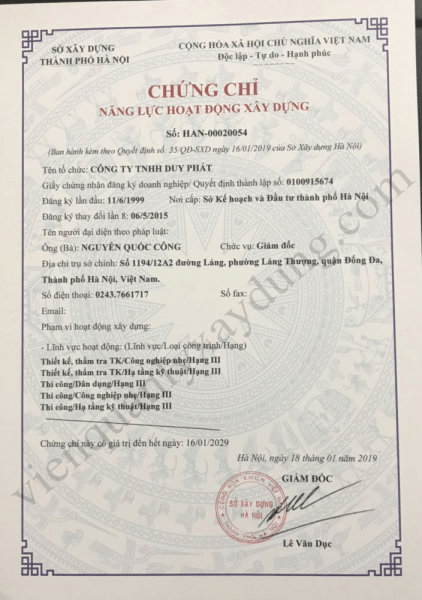 SỞ XÂY DỰNG
THÀNH PHỐ HÀ NỘI
CỘNG HÒA XÃ HỘI CHỦ NGHĨA VIỆT NAM
Độc lập - Tự do - Hạnh phúc
CHỨNG CHỈ
NĂNG LỰC HOẠT ĐỘNG XÂY DỰNG
Số: HAN-00020054
(Ban hành kèm theo Quyết định số: 35/QĐ-SXD ngày 16/01/2019 của Sở Xây dựng Hà Nội)
Tên tổ chức: CÔNG TY TNHH DUY PHÁT
Giấy chứng nhận đăng ký doanh nghiệp/ Quyết định thành lập số: 0100915674
Đăng ký lần đầu: 11/6/1999 Nơi cấp: Sở Kế hoạch và Đầu tư thành phố Hà Nội
Đăng ký thay đổi lần 8: 06/5/2015
Tên người đại diện theo pháp luật:
Ông (Bà): NGUYỄN QUỐC CÔNG Chức vụ: Giám đốc
Địa chỉ trụ sở chính: Số 1194/12A2 đường Láng, phường Láng Thượng, quận Đống Đa,
Thành phố Hà Nội, Việt Nam.
Số điện thoại: 0243.7661717 Số fax:
Email:
Phạm vi hoạt động xây dựng:
- Lĩnh vực hoạt động: (Lĩnh vực/Loại công trình/Hạng)
Thiết kế, thẩm tra TK/Công nghiệp nhẹ/Hạng III
Thiết kế, thẩm tra TK/Hạ tầng kỹ thuật/Hạng III
Thi công/Dân dụng/Hạng III
Thi công/Công nghiệp nhẹ/Hạng III
Thi công/Hạ tầng kỹ thuật/Hạng III
Chứng chỉ này có giá trị đến hết ngày: 16/01/2029
Hà Nội, ngày 18 tháng 01 năm 2019
GIÁM ĐỐC
SỞ XÂY DỰNG
HÀ NỘI
Lê Văn Dục
vienquanlyxaydung.com